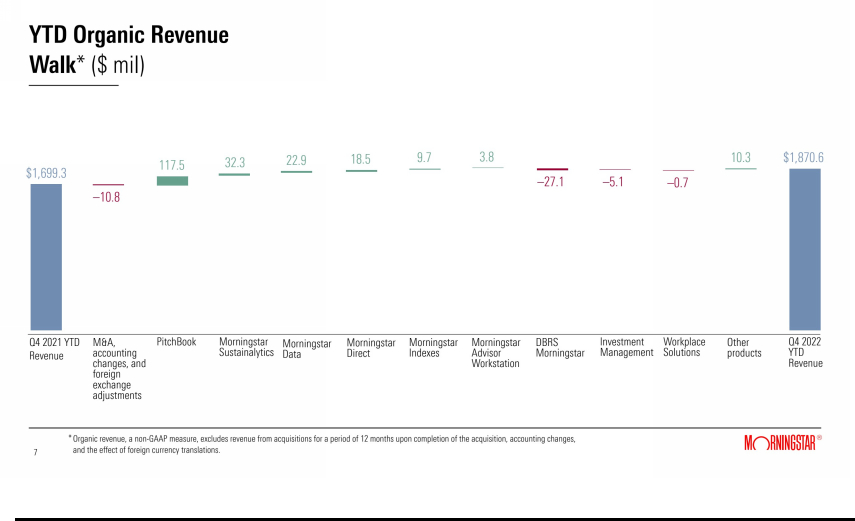 YTD Organic Revenue
Walk* ($ mil)
$1,699.3
–10.8
117.5
32.3
22.9
18.5
9.7
3.8
–27.1
–5.1
–0.7
10.3
$1,870.6
Q4 2021 YTD
Revenue
M&A,
accounting
changes, and
foreign
exchange
adjustments
PitchBook
Morningstar
Sustainalytics
Morningstar
Data
Morningstar
Direct
Morningstar
Indexes
Morningstar
Advisor
Workstation
DBRS
Morningstar
Investment
Management
Workplace
Solutions
Other
products
Q4 2022
YTD
Revenue
* Organic revenue, a non-GAAP measure, excludes revenue from acquisitions for a period of 12 months upon completion of the acquisition, accounting changes,
and the effect of foreign currency translations.
7
MORNINGSTAR®